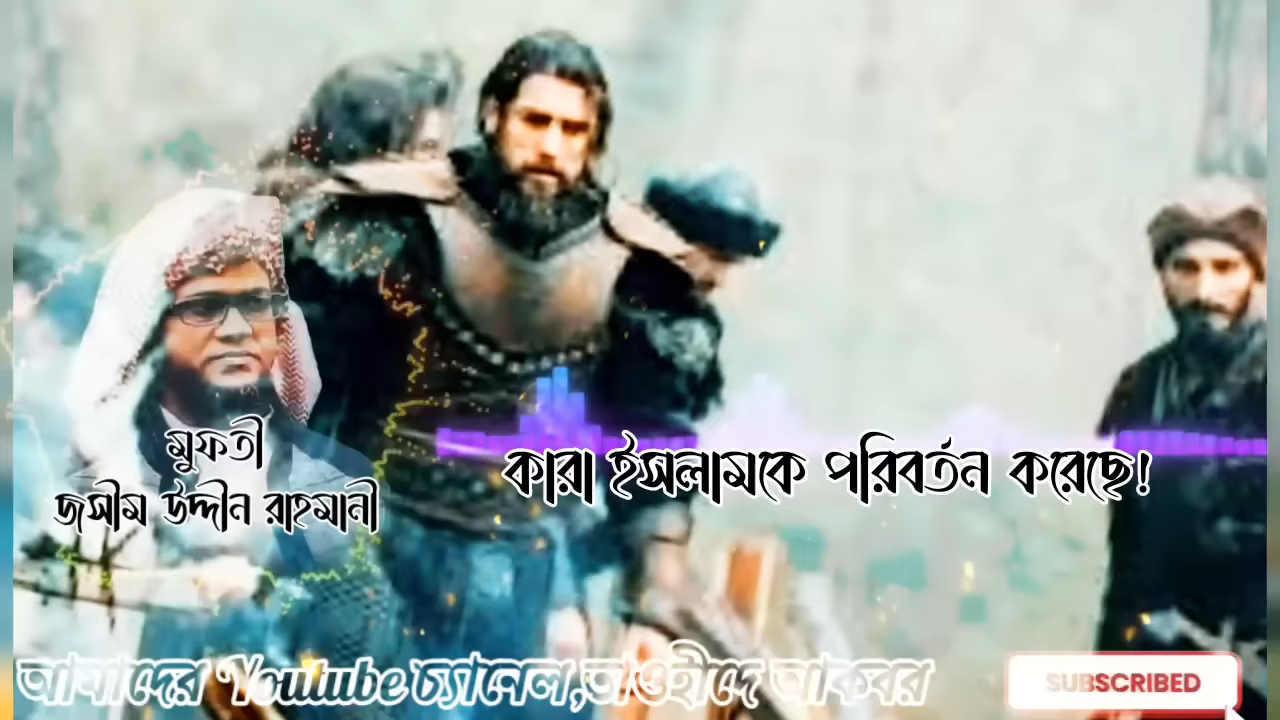 মুফতী
জসীম উদ্দীন রাহমানী
কারা ইসলামকে পরিবর্তন করেছে!
আমাদের Youtube চ্যানেল,তাওহীদে আকবর
SUBSCRIBED